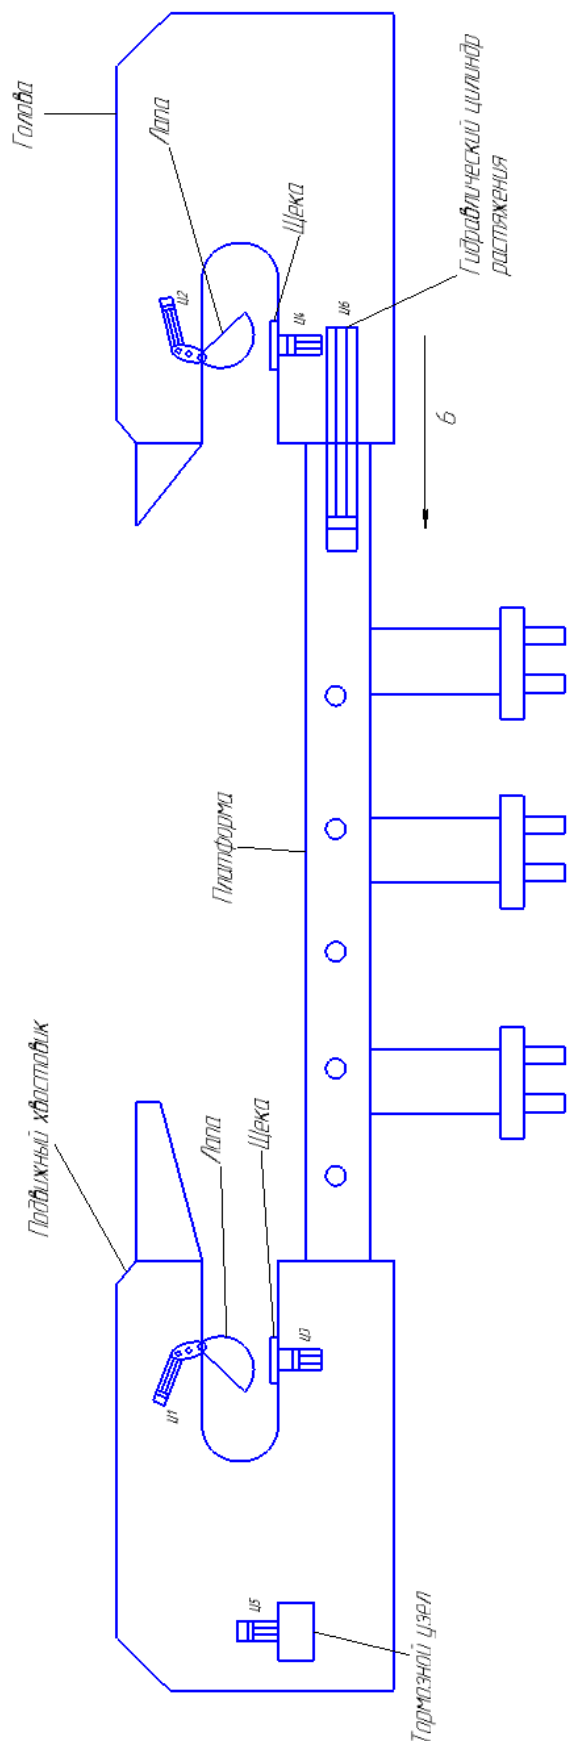 Голова
Подвижный хвостовик
Лапа
Лапа
Ц1
Ц2
Щека
Щека
Платформа
Ц5
Ц3
Ц4
Ц6
Тормозной узел
Гидравлический цилиндр
растяжения